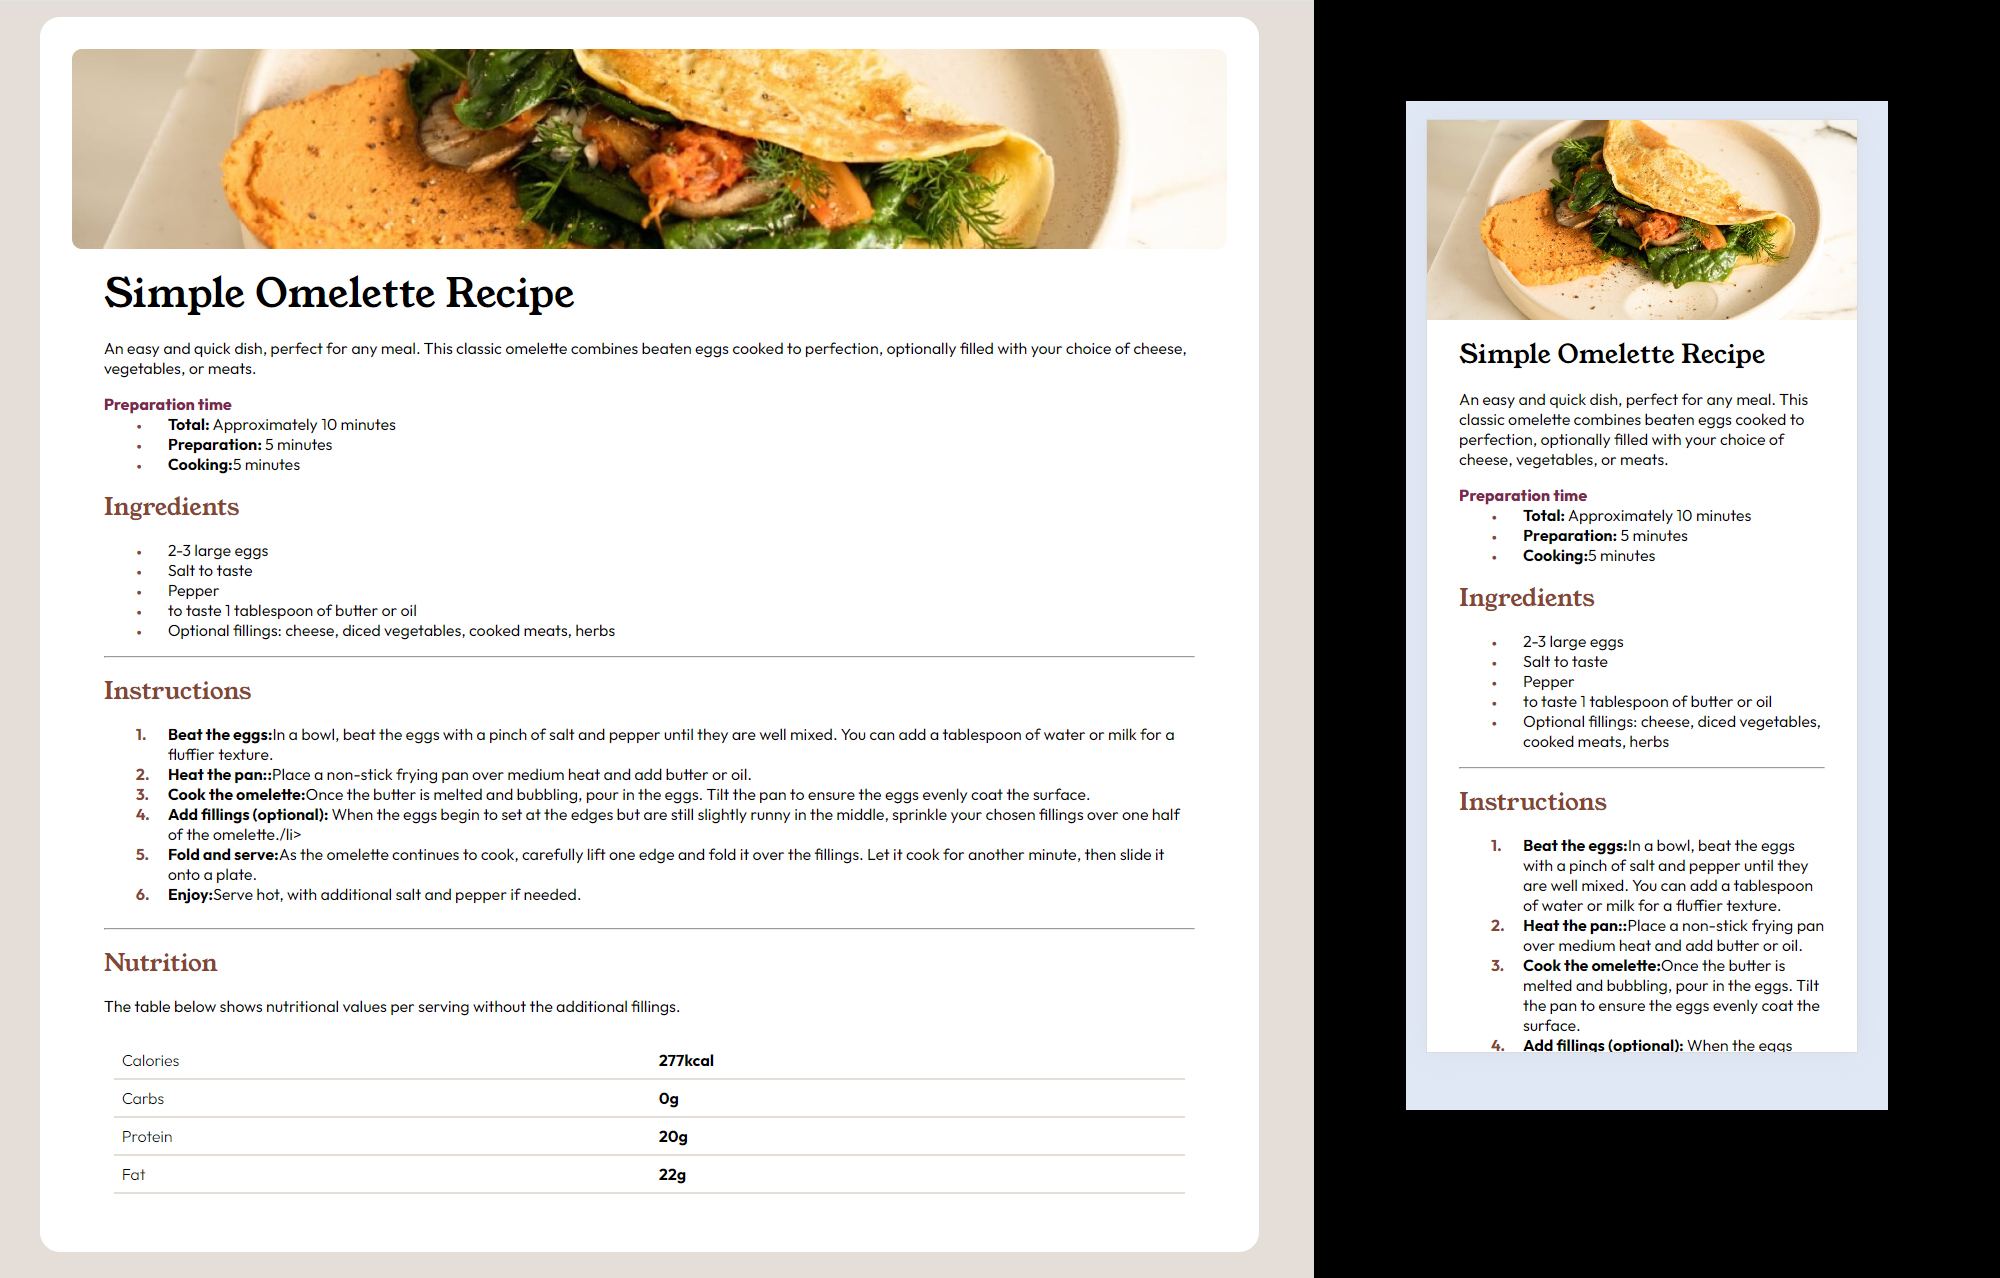 Simple Omelette Recipe
An easy and quick dish, perfect for any meal. This classic omelette combines beaten eggs cooked to perfection, optionally filled with your choice of cheese,
vegetables, or meats.
Preparation time
• Total: Approximately 10 minutes
• Preparation: 5 minutes
• Cooking:5 minutes
Ingredients
• 2-3 large eggs
• Salt to taste
• Pepper
• to taste 1 tablespoon of butter or oil
• Optional fillings: cheese, diced vegetables, cooked meats, herbs
Instructions
1. Beat the eggs:In a bowl, beat the eggs with a pinch of salt and pepper until they are well mixed. You can add a tablespoon of water or milk for a
fluffier texture.
2. Heat the pan::Place a non-stick frying pan over medium heat and add butter or oil.
3. Cook the omelette:Once the butter is melted and bubbling, pour in the eggs. Tilt the pan to ensure the eggs evenly coat the surface.
4. Add fillings (optional): When the eggs begin to set at the edges but are still slightly runny in the middle, sprinkle your chosen fillings over one half
of the omelette./li>
5. Fold and serve:As the omelette continues to cook, carefully lift one edge and fold it over the fillings. Let it cook for another minute, then slide it
onto a plate.
6. Enjoy:Serve hot, with additional salt and pepper if needed.
Nutrition
The table below shows nutritional values per serving without the additional fillings.
Calories 277kcal
Carbs 0g
Protein 20g
Fat 22g
Simple Omelette Recipe
An easy and quick dish, perfect for any meal. This
classic omelette combines beaten eggs cooked to
perfection, optionally filled with your choice of
cheese, vegetables, or meats.
Preparation time
• Total: Approximately 10 minutes
• Preparation: 5 minutes
• Cooking:5 minutes
Ingredients
• 2-3 large eggs
• Salt to taste
• Pepper
• to taste 1 tablespoon of butter or oil
• Optional fillings: cheese, diced vegetables,
cooked meats, herbs
Instructions
1. Beat the eggs:In a bowl, beat the eggs
with a pinch of salt and pepper until they
are well mixed. You can add a tablespoon
of water or milk for a fluffier texture.
2. Heat the pan::Place a non-stick frying pan
over medium heat and add butter or oil.
3. Cook the omelette:Once the butter is
melted and bubbling, pour in the eggs. Tilt
the pan to ensure the eggs evenly coat the
surface.
4. Add fillings (optional): When the eggs